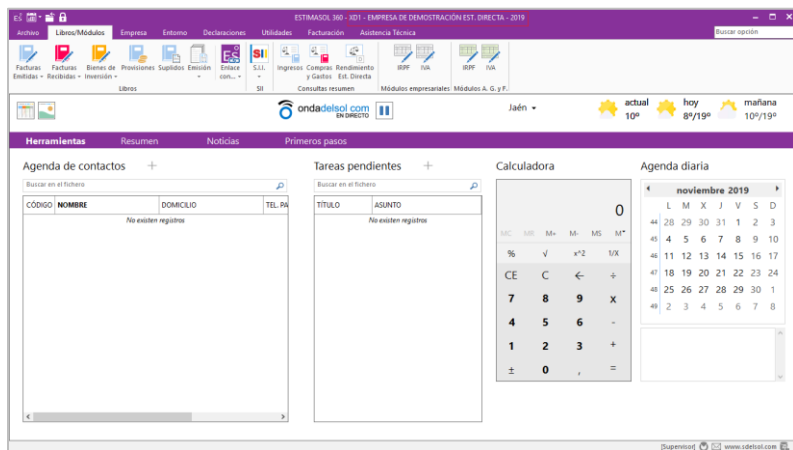 ESTIMASOL 360 - XD1 - EMPRESA DE DEMOSTRACIÓN EST. DIRECTA - 2019
Archivo Libros/Módulos Empresa Entorno Declaraciones Utilidades Facturación Asistencia Técnica Buscar opción
Facturas Emitidas Facturas Recibidas Bienes de Inversión Provisiones Suplidos Emisión Enlace con... S.I.I. Ingresos Compras y Gastos Rendimiento Est. Directa IRPF IVA IRPF IVA
Libros SII Consultas resumen Módulos empresariales Módulos A. G. y F.
ondadelsol com
EN DIRECTO
Jaén
actual 10º
hoy 8º/19º
mañana 10º/19º
Herramientas Resumen Noticias Primeros pasos
Agenda de contactos +
Buscar en el fichero
CÓDIGO NOMBRE DOMICILIO TEL. PA
No existen registros
Tareas pendientes +
Buscar en el fichero
TÍTULO ASUNTO
No existen registros
Calculadora
0
MC MR M+ M- MS M
% √ x^2 1/X
CE C ← ÷
7 8 9 x
4 5 6 -
1 2 3 +
± 0 , =
Agenda diaria
noviembre 2019
L M X J V S D
44 28 29 30 31 1 2 3
45 4 5 6 7 8 9 10
46 11 12 13 14 15 16 17
47 18 19 20 21 22 23 24
48 25 26 27 28 29 30 1
49 2 3 4 5 6 7 8
[Supervisor] www.sdelsol.com